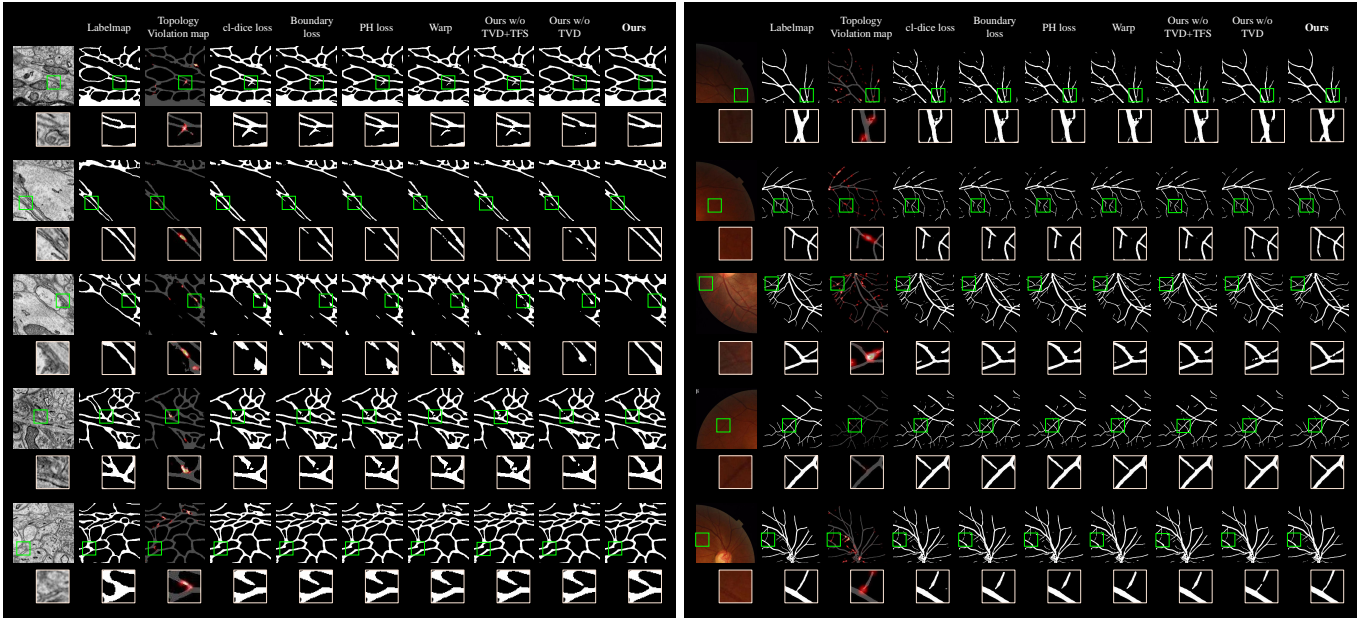 Labelmap
Topology
Violation map
cl-dice loss
Boundary
loss
PH loss
Warp
Ours w/o
TVD+TFS
Ours w/o
TVD
Ours
Labelmap
Topology
Violation map
cl-dice loss
Boundary
loss
PH loss
Warp
Ours w/o
TVD+TFS
Ours w/o
TVD
Ours